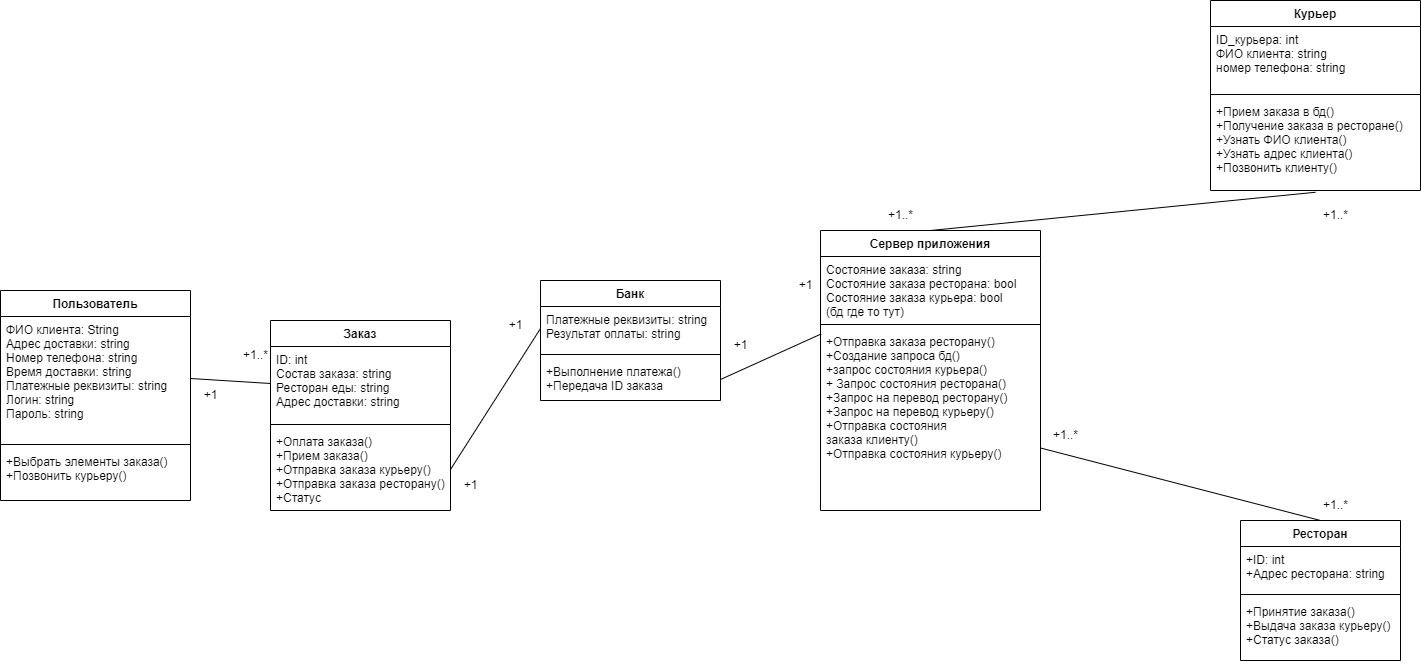 Курьер
ID_курьера: int
ФИО клиента: string
номер телефона: string
+Прием заказа в бд()
+Получение заказа в ресторане()
+Узнать ФИО клиента()
+Узнать адрес клиента()
+Позвонить клиенту()
+1..*
+1..*
Сервер приложения
Состояние заказа: string
Состояние заказа ресторана: bool
Состояние заказа курьера: bool
(бд где то тут)
+Отправка заказа ресторану()
+Создание запроса бд()
+запрос состояния курьера()
+ Запрос состояния ресторана()
+Запрос на перевод ресторану()
+Запрос на перевод курьеру()
+Отправка состояния
заказа клиенту()
+Отправка состояния курьеру()
+1
+1
Банк
Платежные реквизиты: string
Результат оплаты: string
+Выполнение платежа()
+Передача ID заказа
+1
+1
Пользователь
ФИО клиента: String
Адрес доставки: string
Номер телефона: string
Время доставки: string
Платежные реквизиты: string
Логин: string
Пароль: string
+Выбрать элементы заказа()
+Позвонить курьеру()
+1..*
+1
Заказ
ID: int
Состав заказа: string
Ресторан еды: string
Адрес доставки: string
+Оплата заказа()
+Прием заказа()
+Отправка заказа курьеру()
+Отправка заказа ресторану()
+Статус
+1..*
+1..*
Ресторан
+ID: int
+Адрес ресторана: string
+Принятие заказа()
+Выдача заказа курьеру()
+Статус заказа()